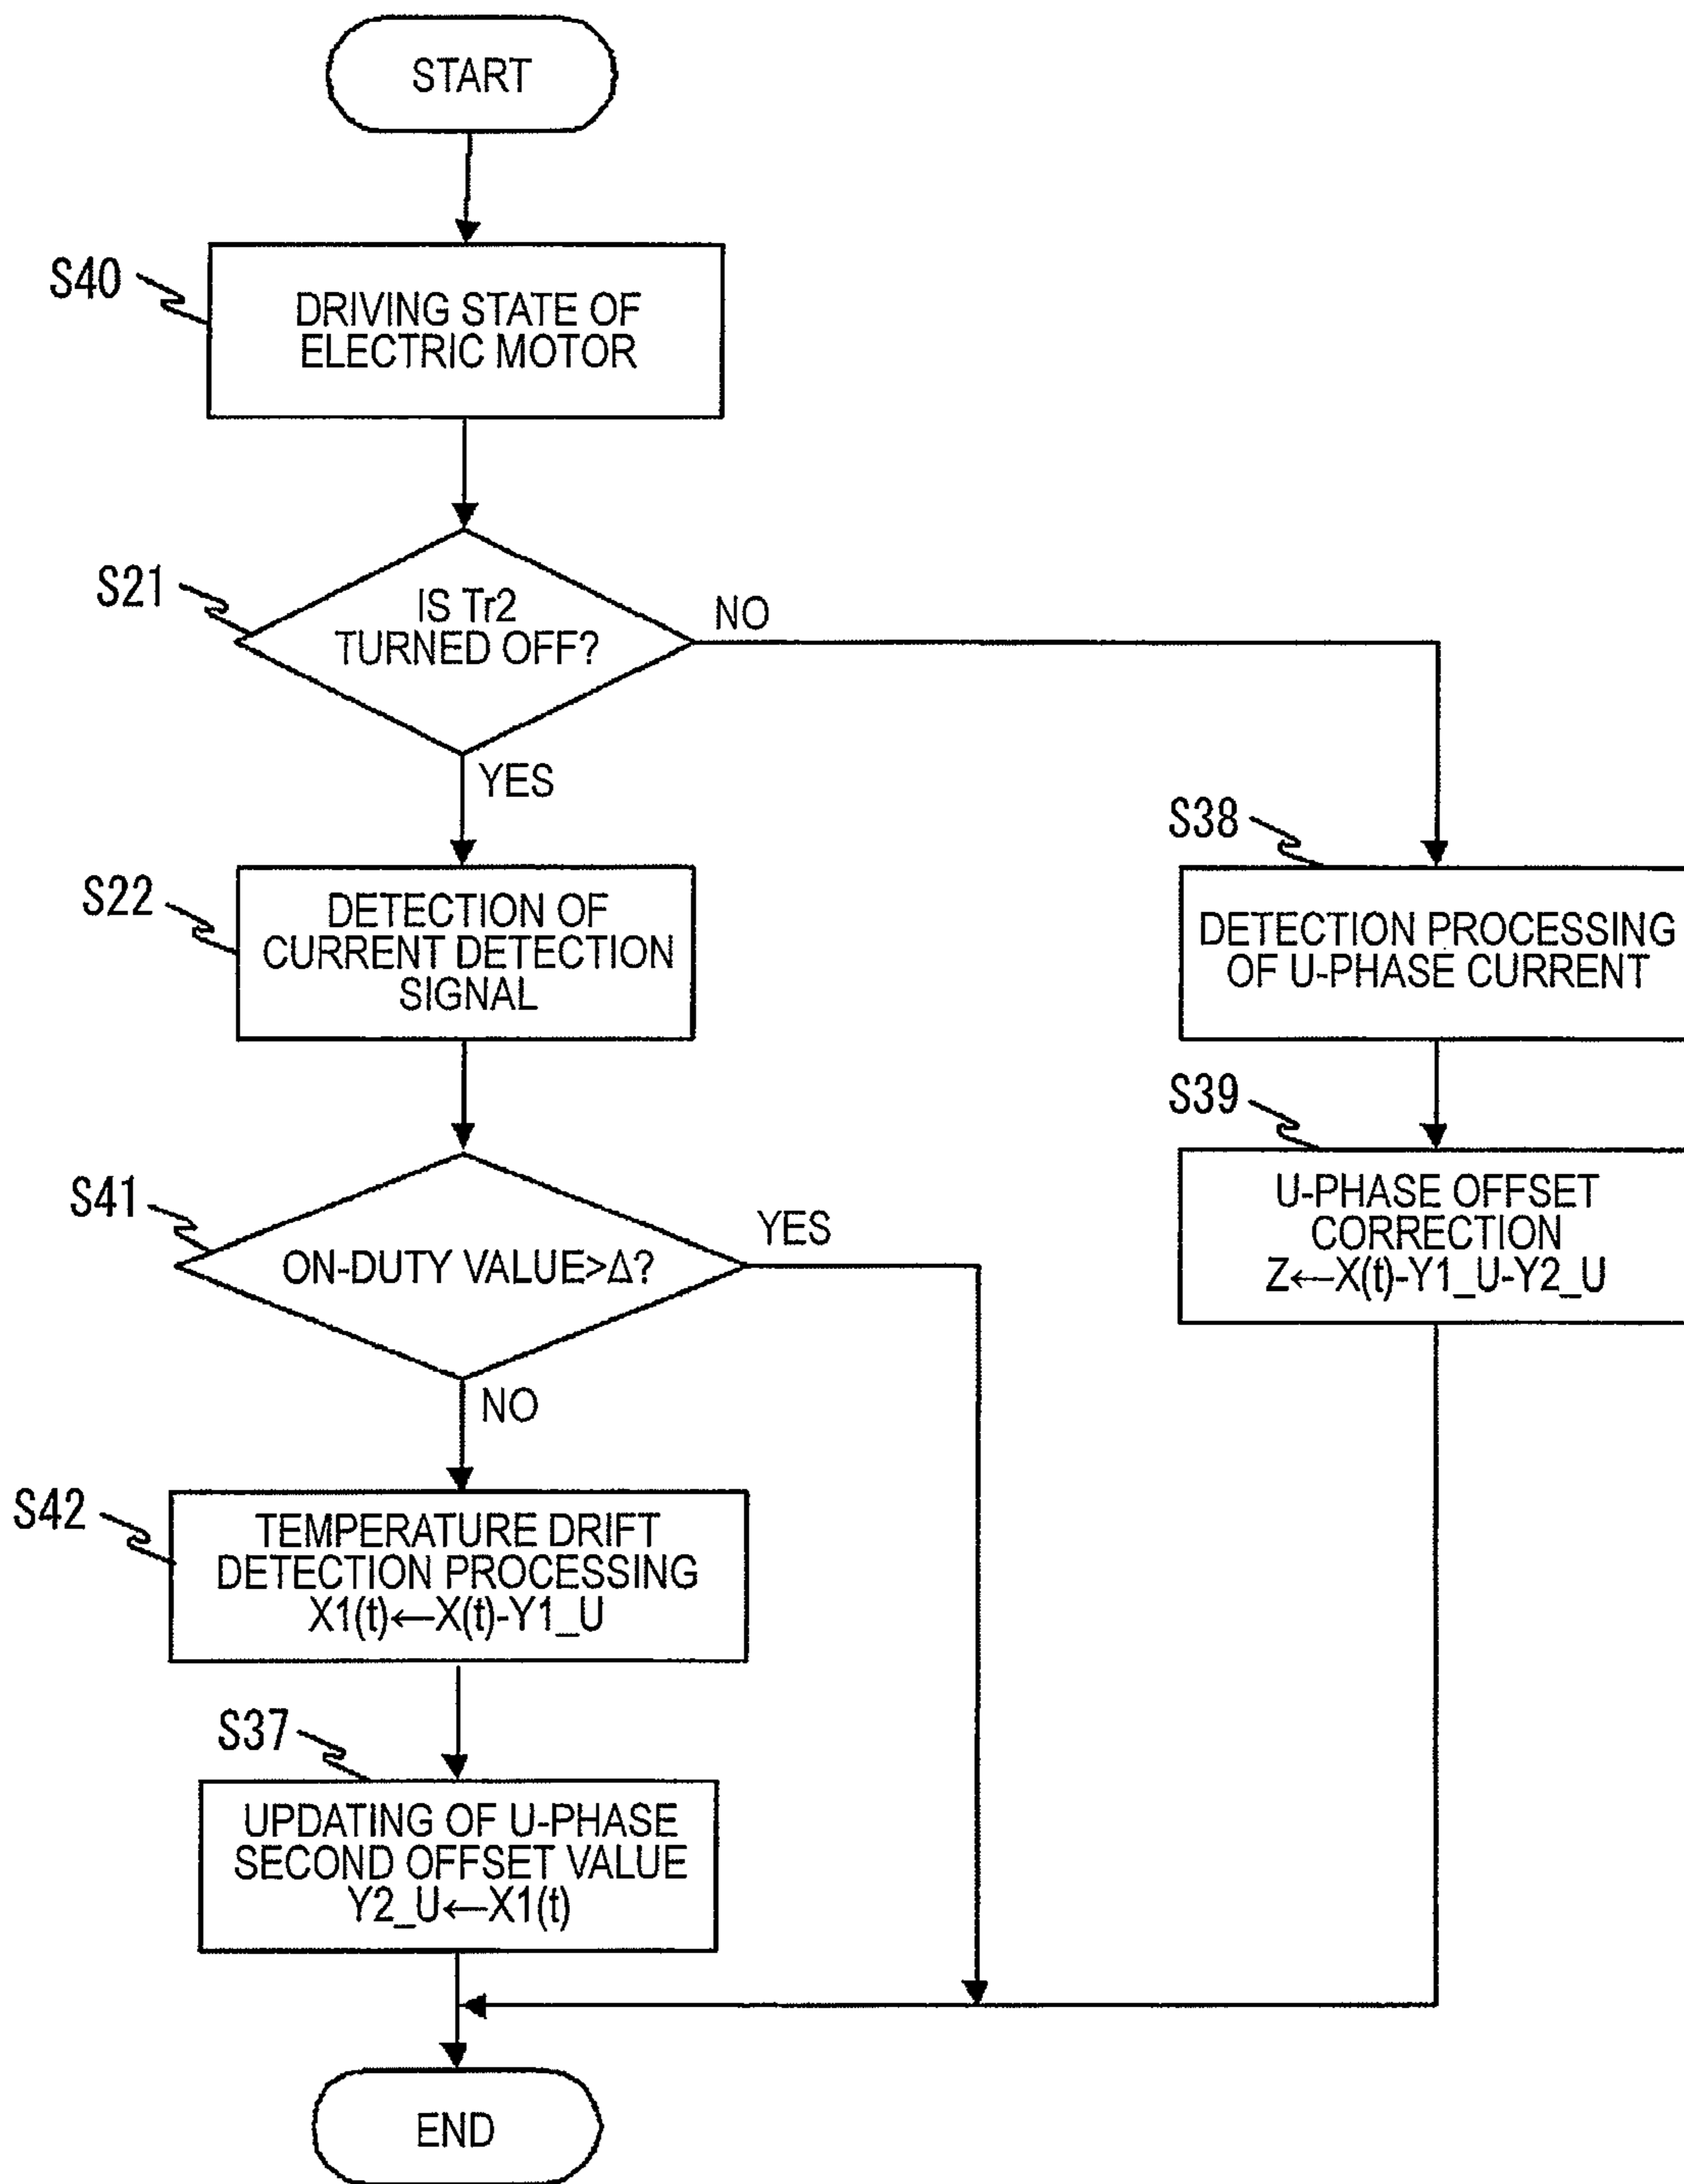 START
S40
DRIVING STATE OF
ELECTRIC MOTOR
S21
IS Tr2
TURNED OFF?
NO
YES
S22
DETECTION OF
CURRENT DETECTION
SIGNAL
S38
DETECTION PROCESSING
OF U-PHASE CURRENT
S39
U-PHASE OFFSET
CORRECTION
Z←X(t)-Y1_U-Y2_U
S41
ON-DUTY VALUE>Δ?
YES
NO
S42
TEMPERATURE DRIFT
DETECTION PROCESSING
X1(t)←X(t)-Y1_U
S37
UPDATING OF U-PHASE
SECOND OFFSET VALUE
Y2_U←X1(t)
END